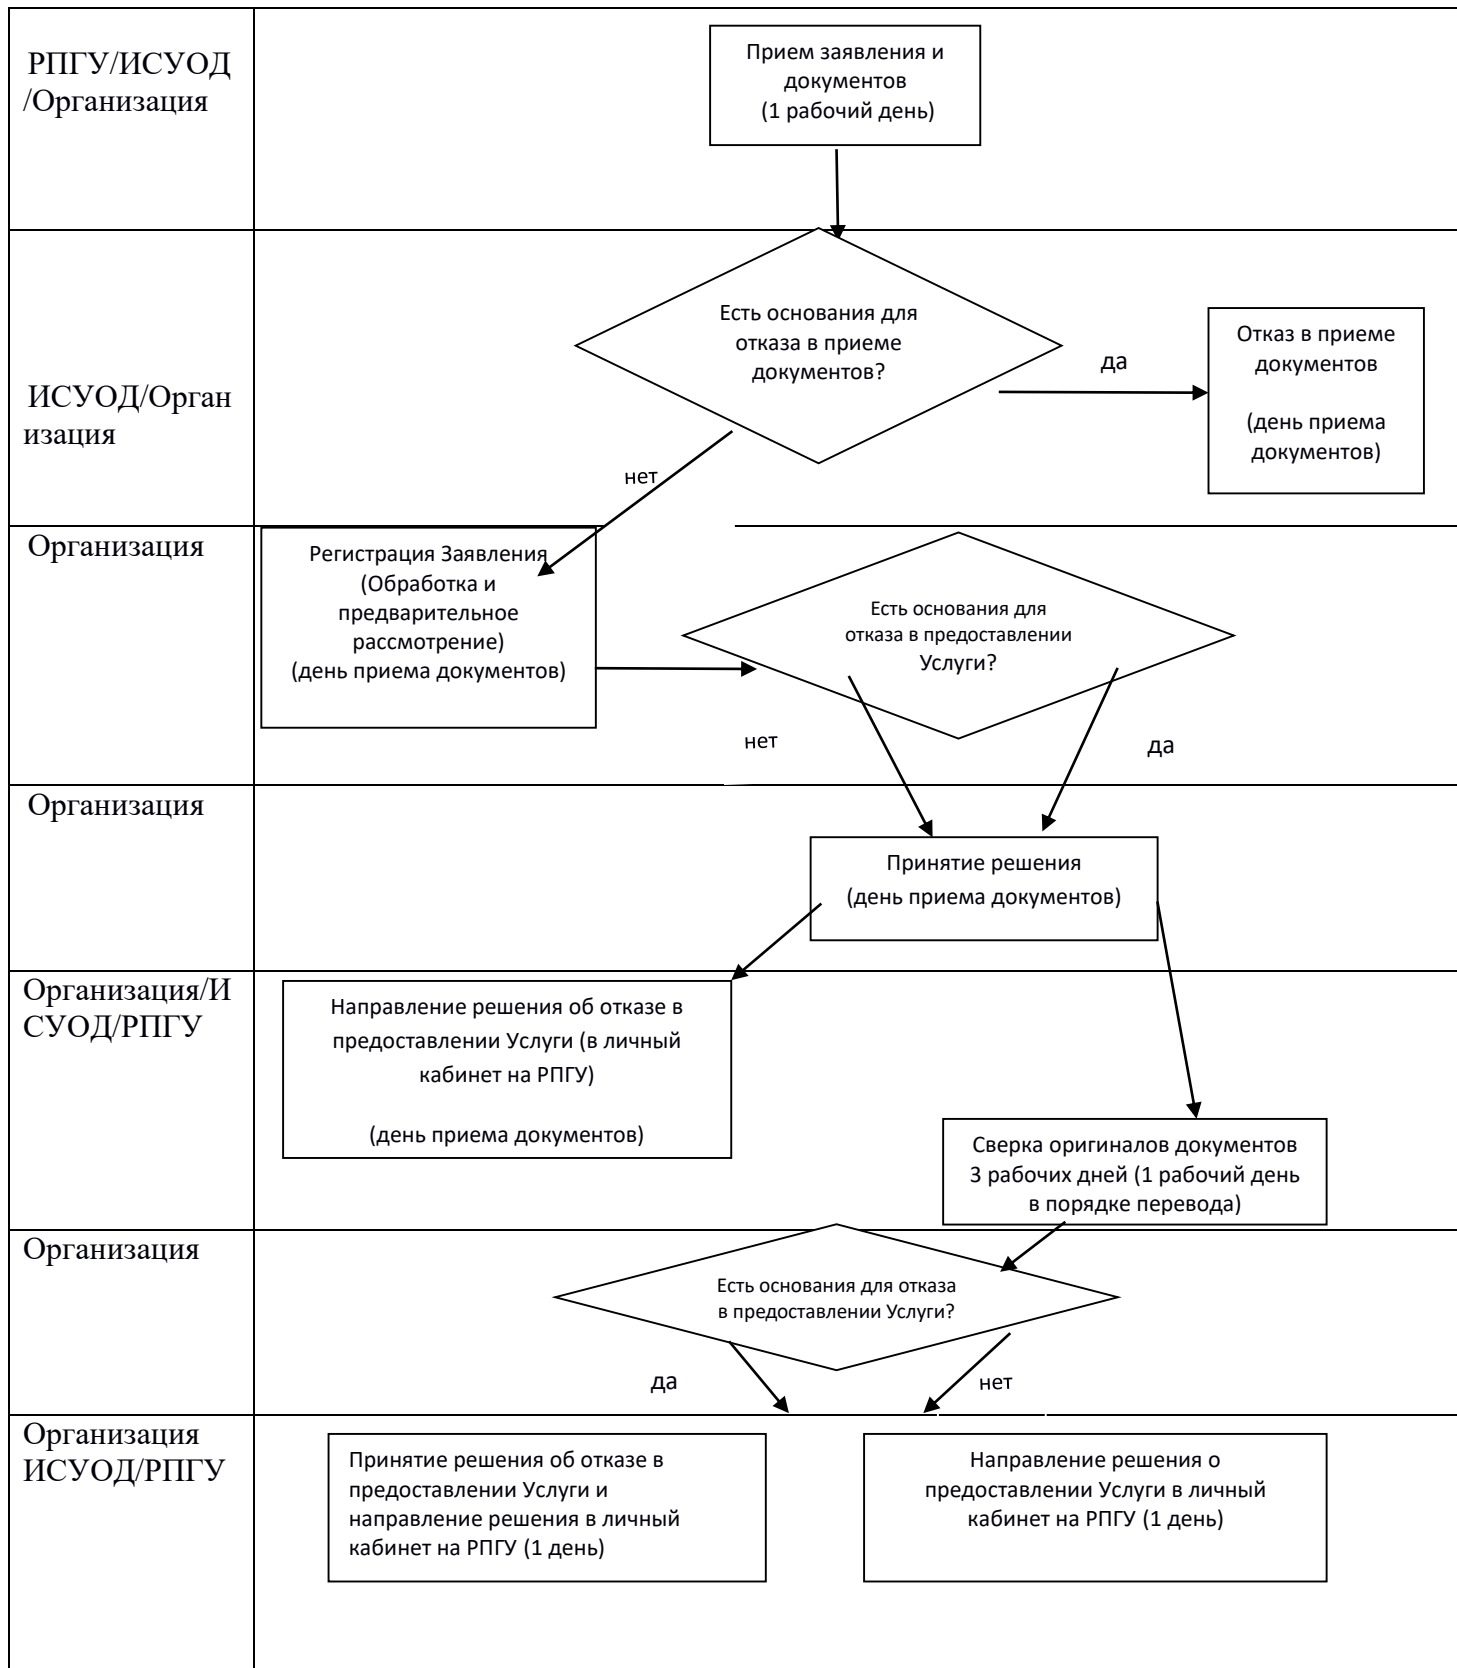 РПГУ/ИСУОД
/Организация
Прием заявления и
документов
(1 рабочий день)
ИСУОД/Орган
изация
Есть основания для
отказа в приеме
документов?
да
Отказ в приеме
документов
(день приема
документов)
нет
Организация
Регистрация Заявления
(Обработка и
предварительное
рассмотрение)
(день приема документов)
Есть основания для
отказа в предоставлении
Услуги?
нет
да
Организация
Принятие решения
(день приема документов)
Организация/И
СУОД/РПГУ
Направление решения об отказе в
предоставлении Услуги (в личный
кабинет на РПГУ)
(день приема документов)
Сверка оригиналов документов
3 рабочих дней (1 рабочий день
в порядке перевода)
Организация
Есть основания для отказа
в предоставлении Услуги?
да
нет
Организация
ИСУОД/РПГУ
Принятие решения об отказе в
предоставлении Услуги и
направление решения в личный
кабинет на РПГУ (1 день)
Направление решения о
предоставлении Услуги в личный
кабинет на РПГУ (1 день)